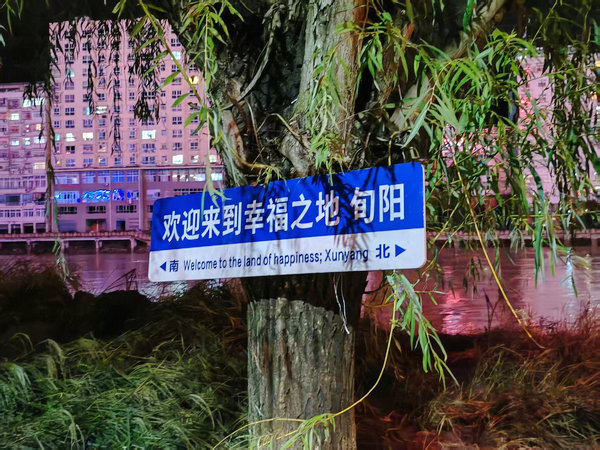 欢迎来到幸福之地 旬阳
南 Welcome to the land of happiness; Xunyang 北